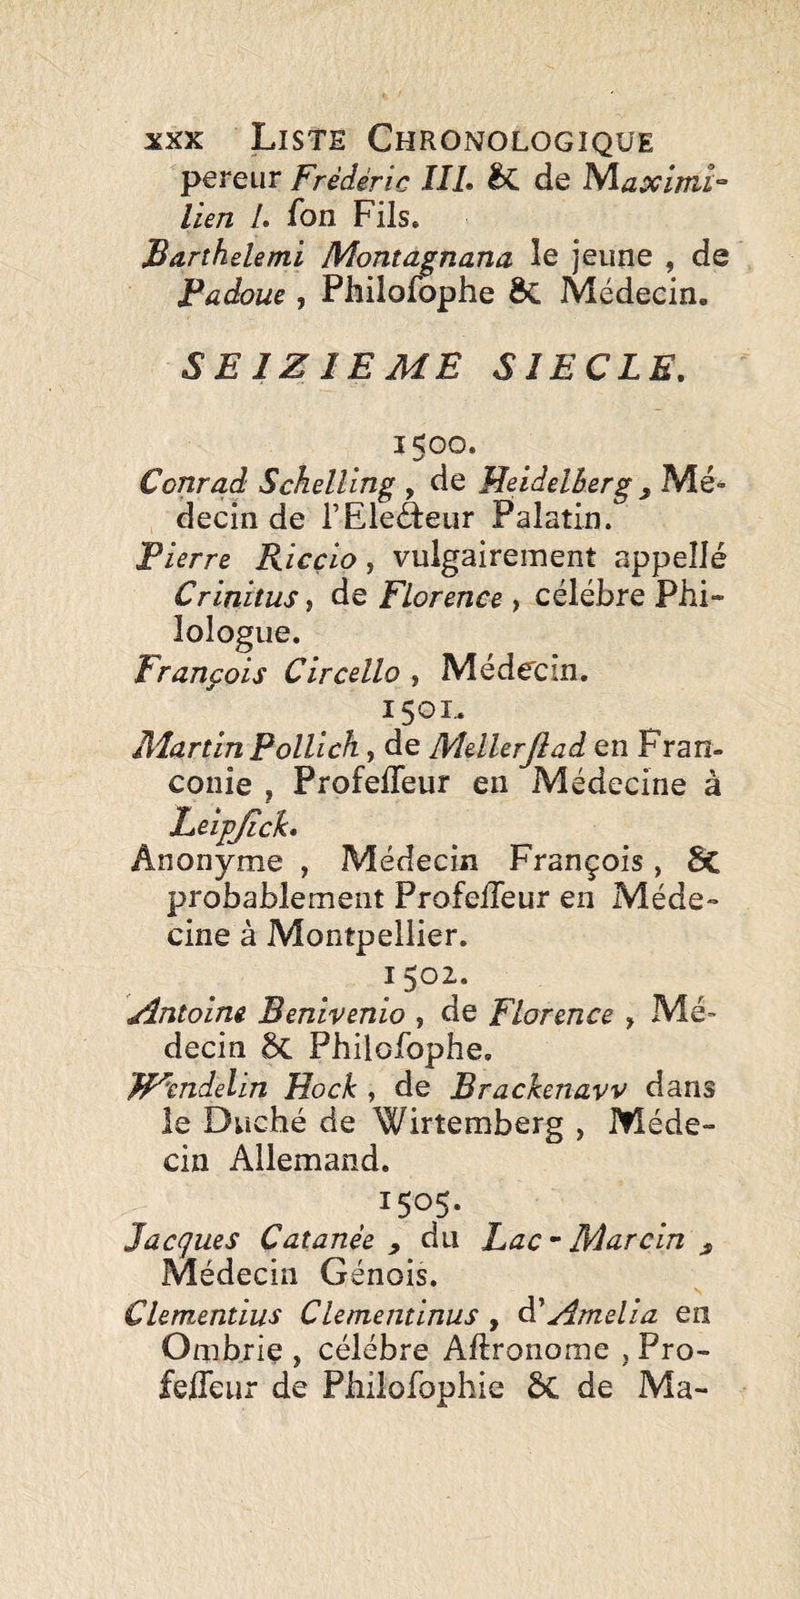 xxx Liste Chronologique
pereur Fréderic III. & de Maximi-
lien I. ſon Fils.
Barthelemi Montagnana le jeune , de
Padoue , Philoſophe & Médecin.
SEIZIEME SIECLE.
1500.
Conrad Schelling , de Heidelberg , Mé-
decin de l'Electeur Palatin.
Pierre Riccio , vulgairement appellé
Crinitus , de Florence , célébre Phi-
lologue.
François Circello , Médecin.
1501.
Martin Pollich , de Mellerſtad en Fran-
conie , Profeſſeur en Médecine à
Leipſick.
Anonyme , Médecin François , &
probablement Profeſſeur en Méde-
cine à Montpellier.
1502.
Antoine Benivenio , de Florence , Mé-
decin & Philoſophe.
Wendelin Hock , de Brackenavv dans
le Duché de Wirtemberg , Méde-
cin Allemand.
1505.
Jacques Catanée , du Lac-Marcin ,
Médecin Génois.
Clementius Clementinus , d'Amelia en
Ombrie , célébre Aſtronome , Pro-
feſſeur de Philoſophie & de Ma-